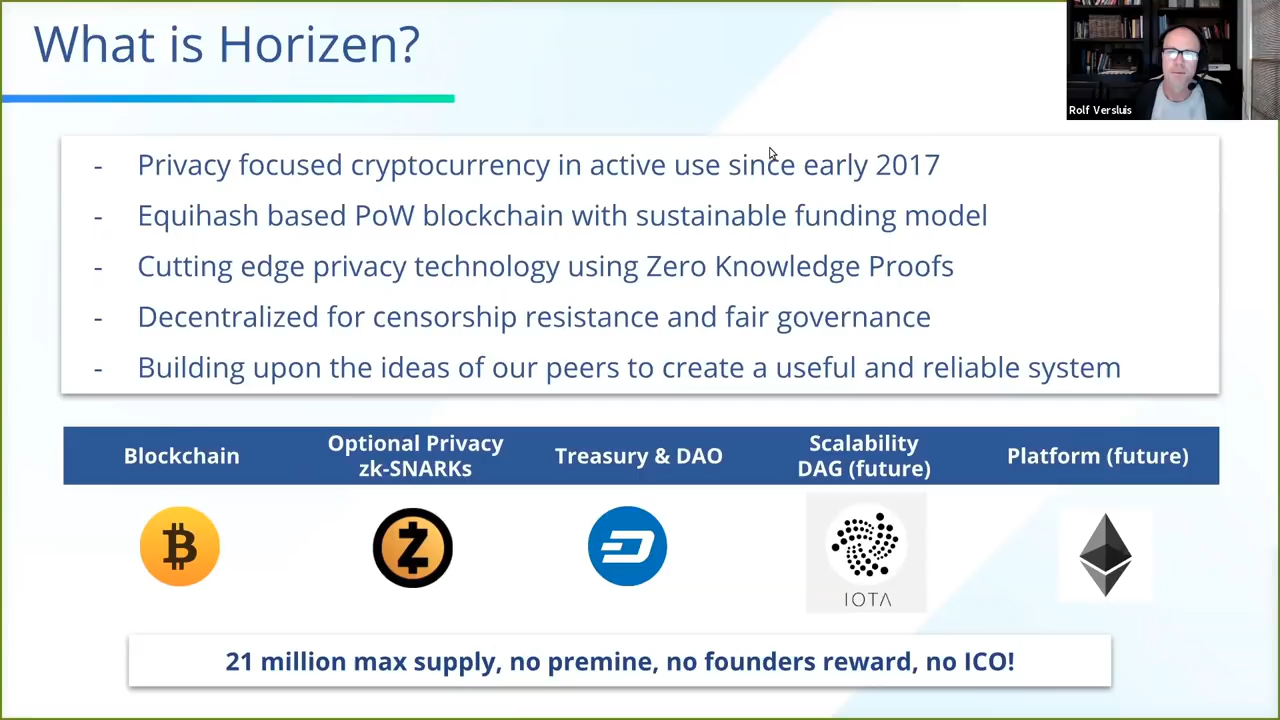 What is Horizen?
Rolf Versluis
- Privacy focused cryptocurrency in active use since early 2017
- Equihash based PoW blockchain with sustainable funding model
- Cutting edge privacy technology using Zero Knowledge Proofs
- Decentralized for censorship resistance and fair governance
- Building upon the ideas of our peers to create a useful and reliable system
Blockchain
Optional Privacy
zk-SNARKs
Treasury & DAO
Scalability
DAG (future)
Platform (future)
IOTA
21 million max supply, no premine, no founders reward, no ICO!